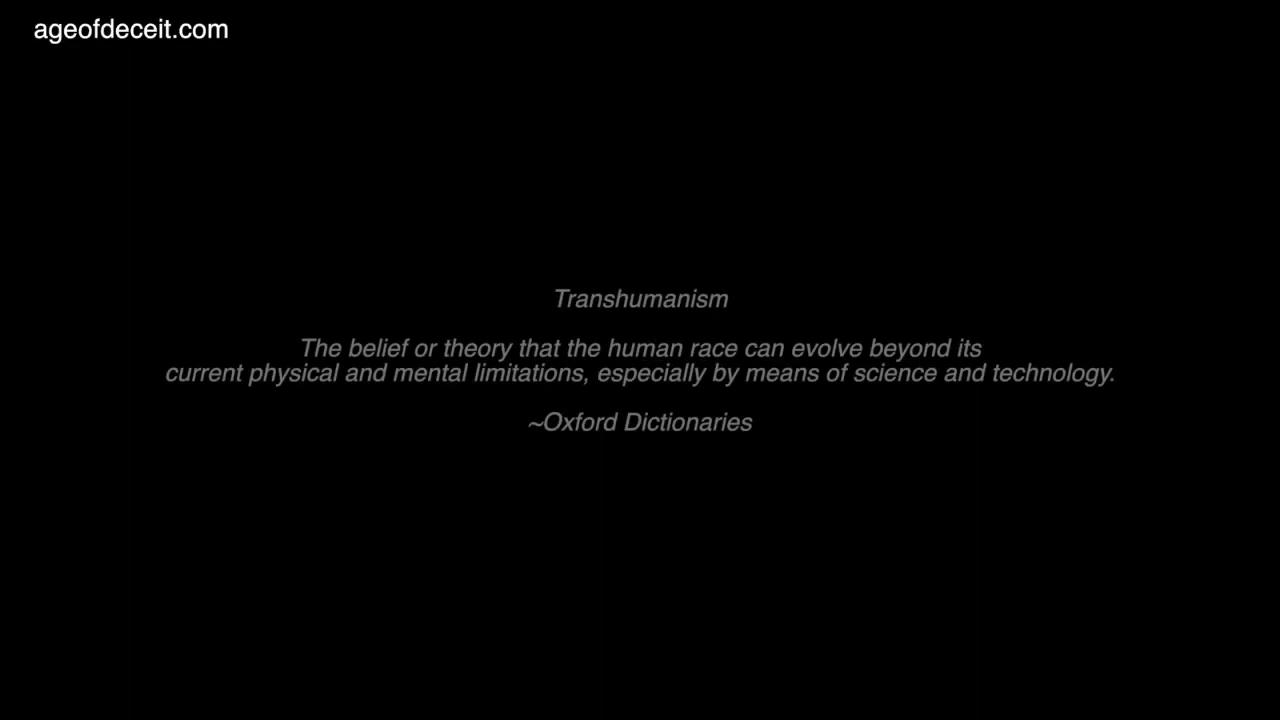 ageofdeceit.com
Transhumanism
The belief or theory that the human race can evolve beyond its
current physical and mental limitations, especially by means of science and technology.
~Oxford Dictionaries